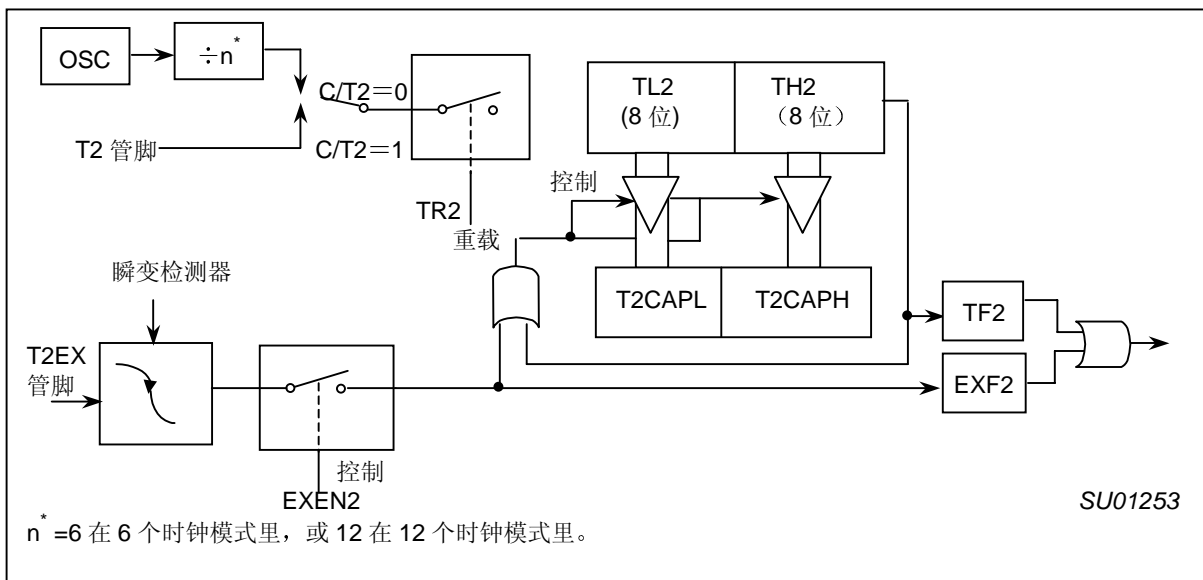 OSC
÷n*
C/T2＝0
T2 管脚
C/T2＝1
TR2
重载
TL2
(8 位)
TH2
（8 位）
控制
T2CAPL
T2CAPH
瞬变检测器
T2EX
管脚
控制
EXEN2
TF2
EXF2
SU01253
n*=6 在 6 个时钟模式里，或 12 在 12 个时钟模式里。